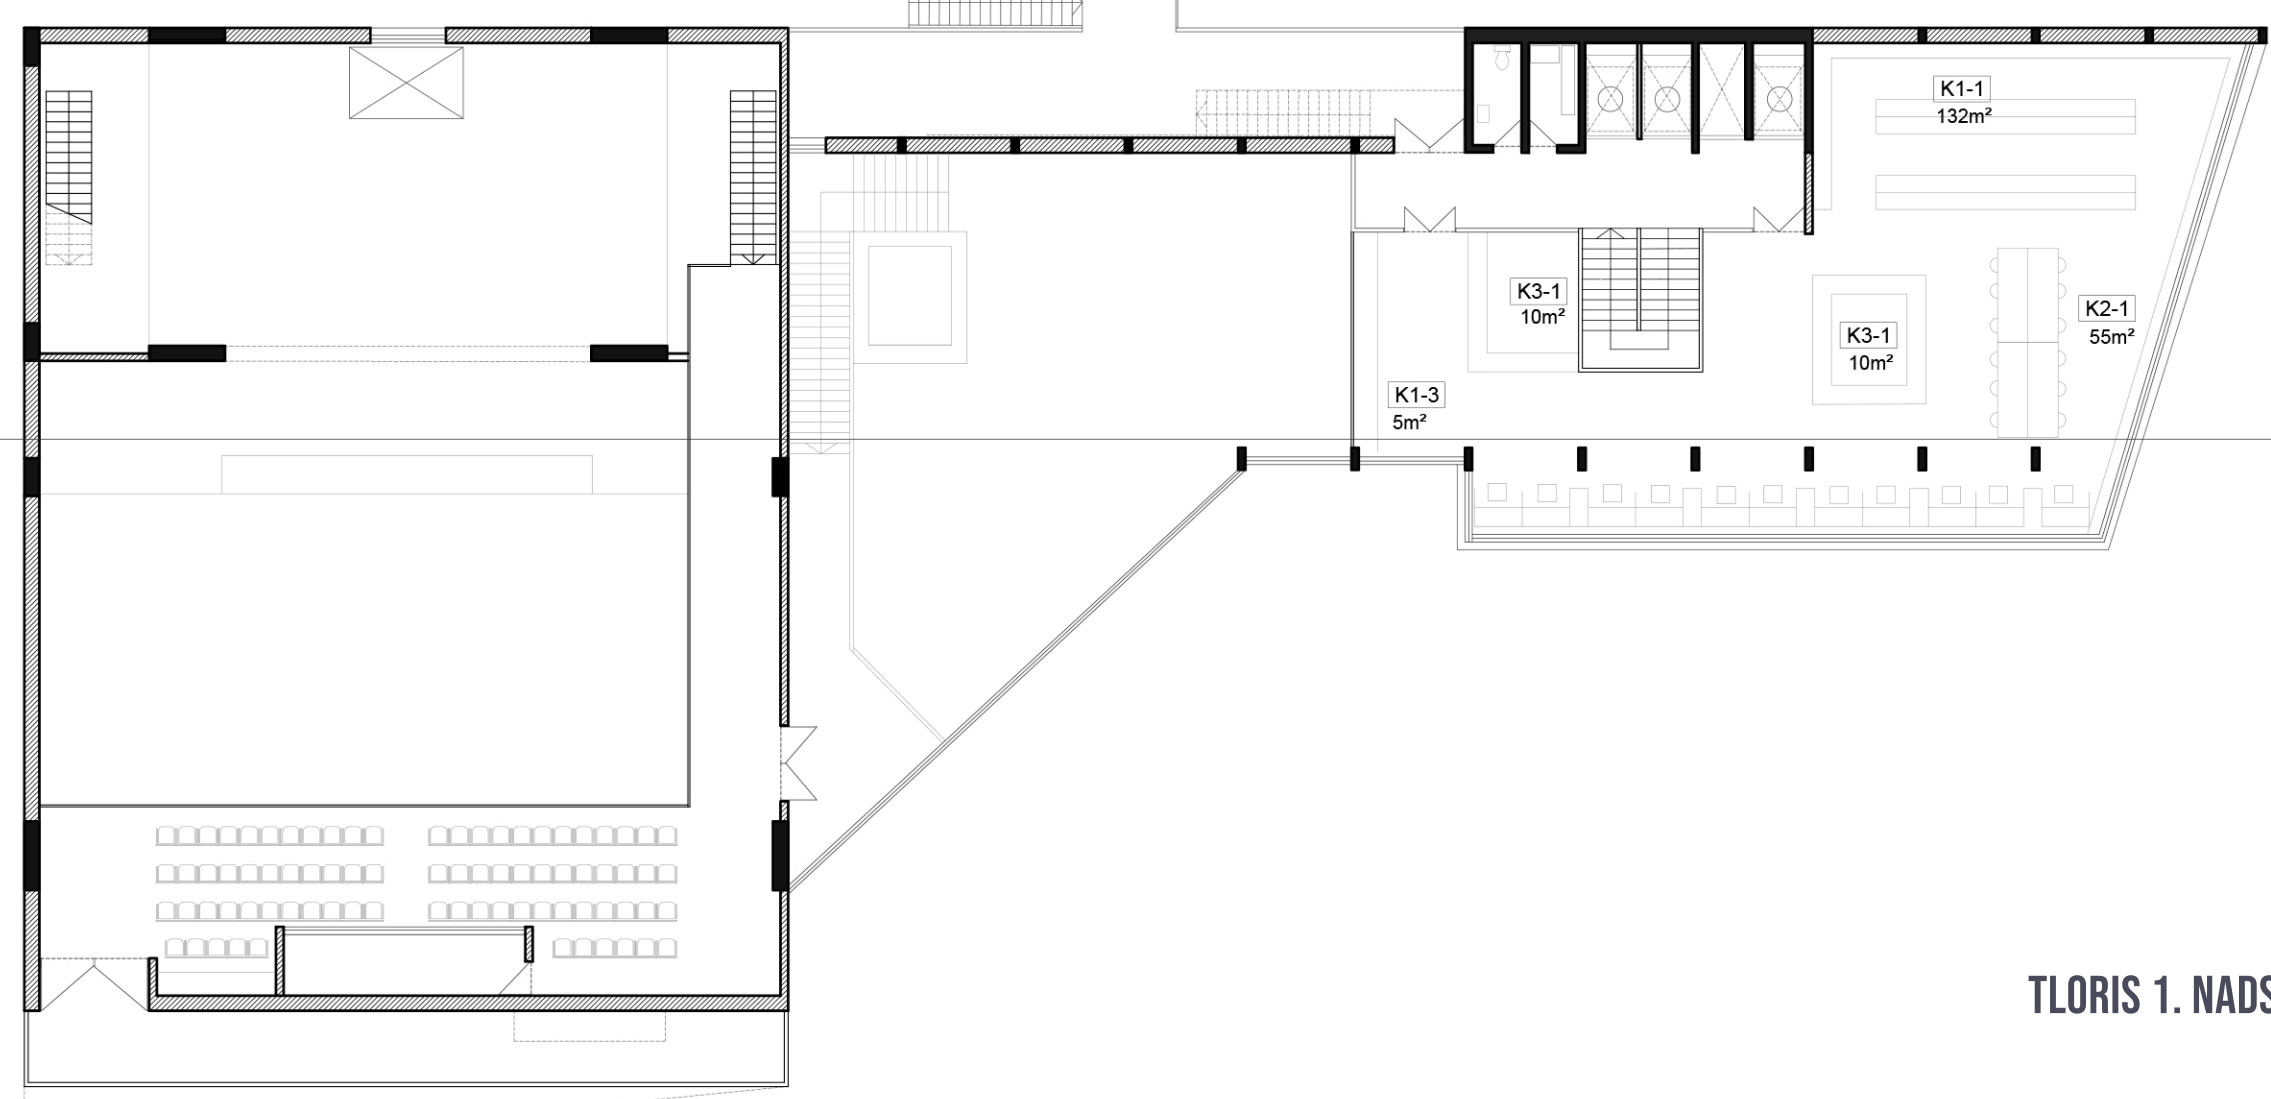 K1-1
132m²
K3-1
10m²
K2-1
55m²
K3-1
10m²
K1-3
5m²
TLORIS 1. NADS